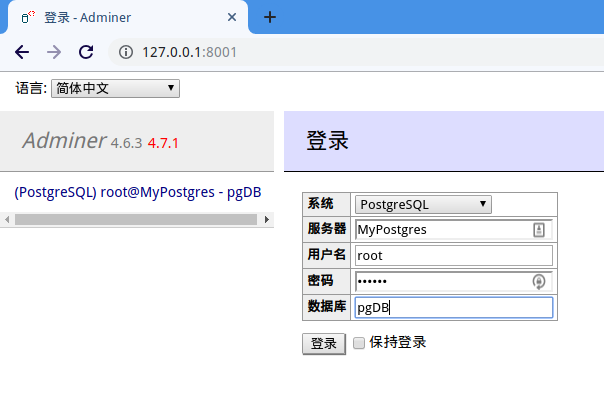 登录 - Adminer
127.0.0.1:8001
语言: 简体中文
Adminer 4.6.3 4.7.1
登录
(PostgreSQL) root@MyPostgres - pgDB
系统 PostgreSQL
服务器 MyPostgres
用户名 root
密码 ••••••
数据库 pgDB
登录 保持登录